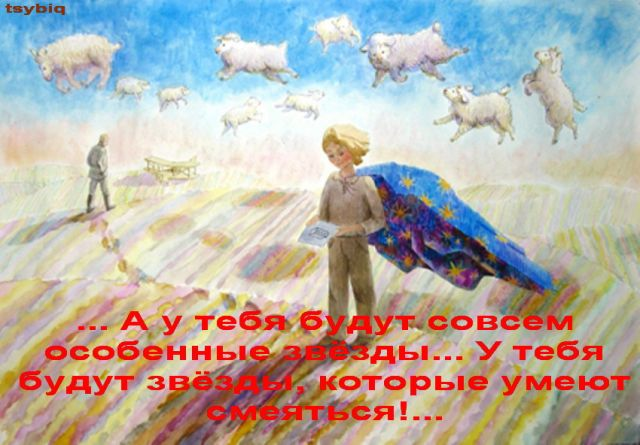 tsybiq
... А у тебя будут совсем
особенные звёзды... У тебя
будут звёзды, которые умеют
смеяться!...